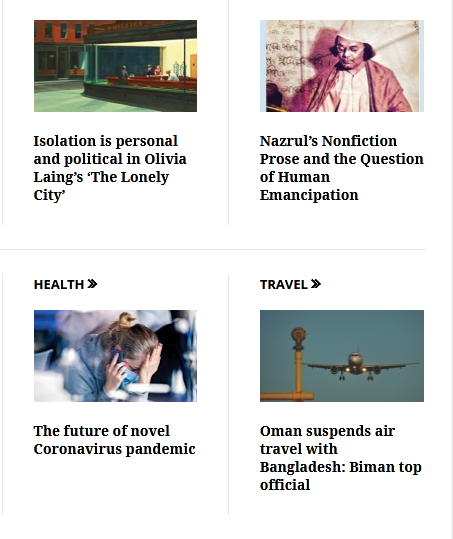 Isolation is personal
and political in Olivia
Laing’s ‘The Lonely
City’
Nazrul’s Nonfiction
Prose and the Question
of Human
Emancipation
HEALTH »
The future of novel
Coronavirus pandemic
TRAVEL »
Oman suspends air
travel with
Bangladesh: Biman top
official